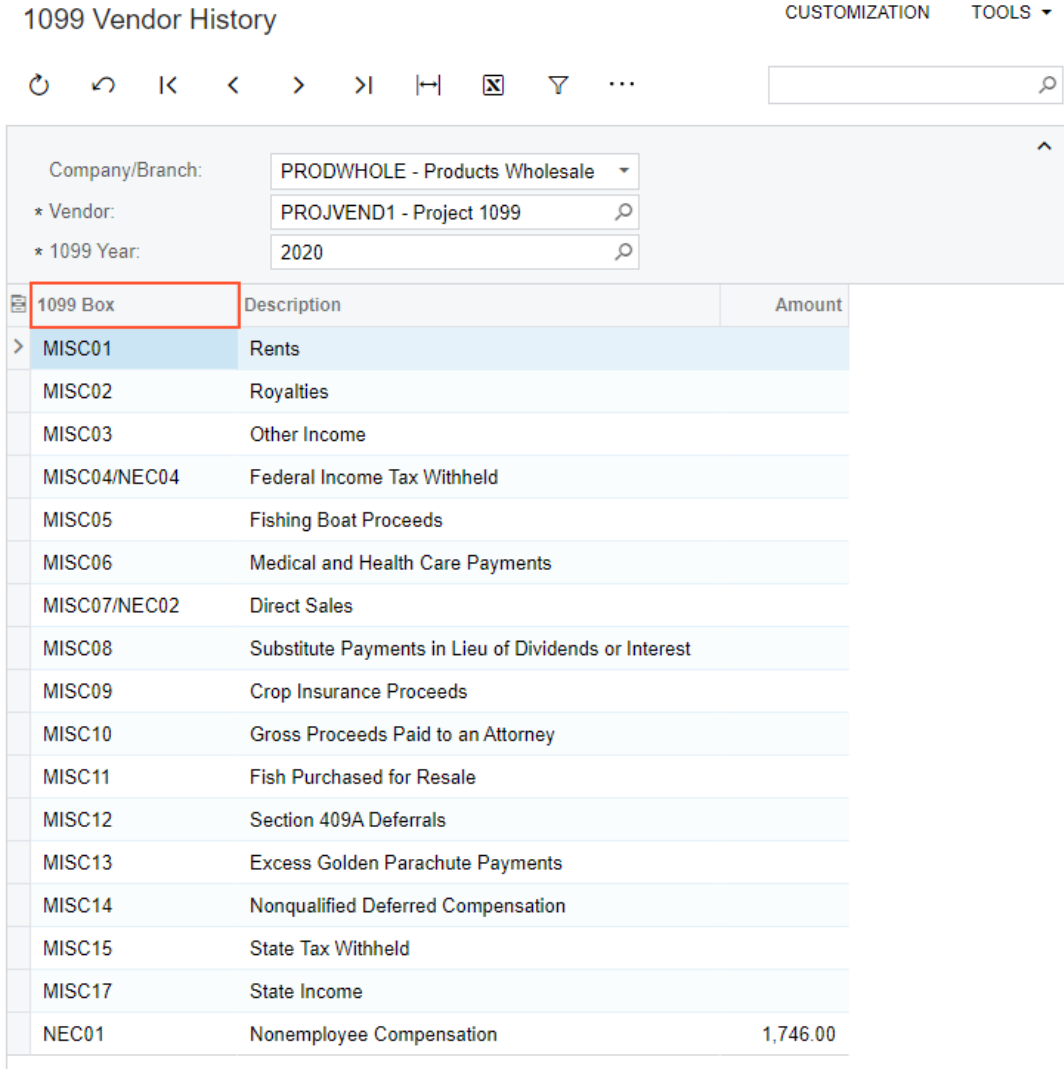 1099 Vendor History CUSTOMIZATION TOOLS
Company/Branch: PRODWHOLE - Products Wholesale
* Vendor: PROJVEND1 - Project 1099
* 1099 Year: 2020
1099 Box Description Amount
MISC01 Rents
MISC02 Royalties
MISC03 Other Income
MISC04/NEC04 Federal Income Tax Withheld
MISC05 Fishing Boat Proceeds
MISC06 Medical and Health Care Payments
MISC07/NEC02 Direct Sales
MISC08 Substitute Payments in Lieu of Dividends or Interest
MISC09 Crop Insurance Proceeds
MISC10 Gross Proceeds Paid to an Attorney
MISC11 Fish Purchased for Resale
MISC12 Section 409A Deferrals
MISC13 Excess Golden Parachute Payments
MISC14 Nonqualified Deferred Compensation
MISC15 State Tax Withheld
MISC17 State Income
NEC01 Nonemployee Compensation 1,746.00